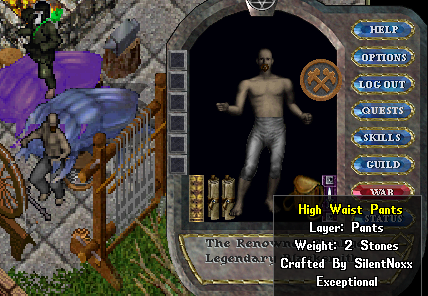 HELP
OPTIONS
LOG OUT
QUESTS
SKILLS
GUILD
WAR
STATUS
High Waist Pants
Layer: Pants
Weight: 2 Stones
Crafted By SilentNoxx
Exceptional
The Renown
Legendary